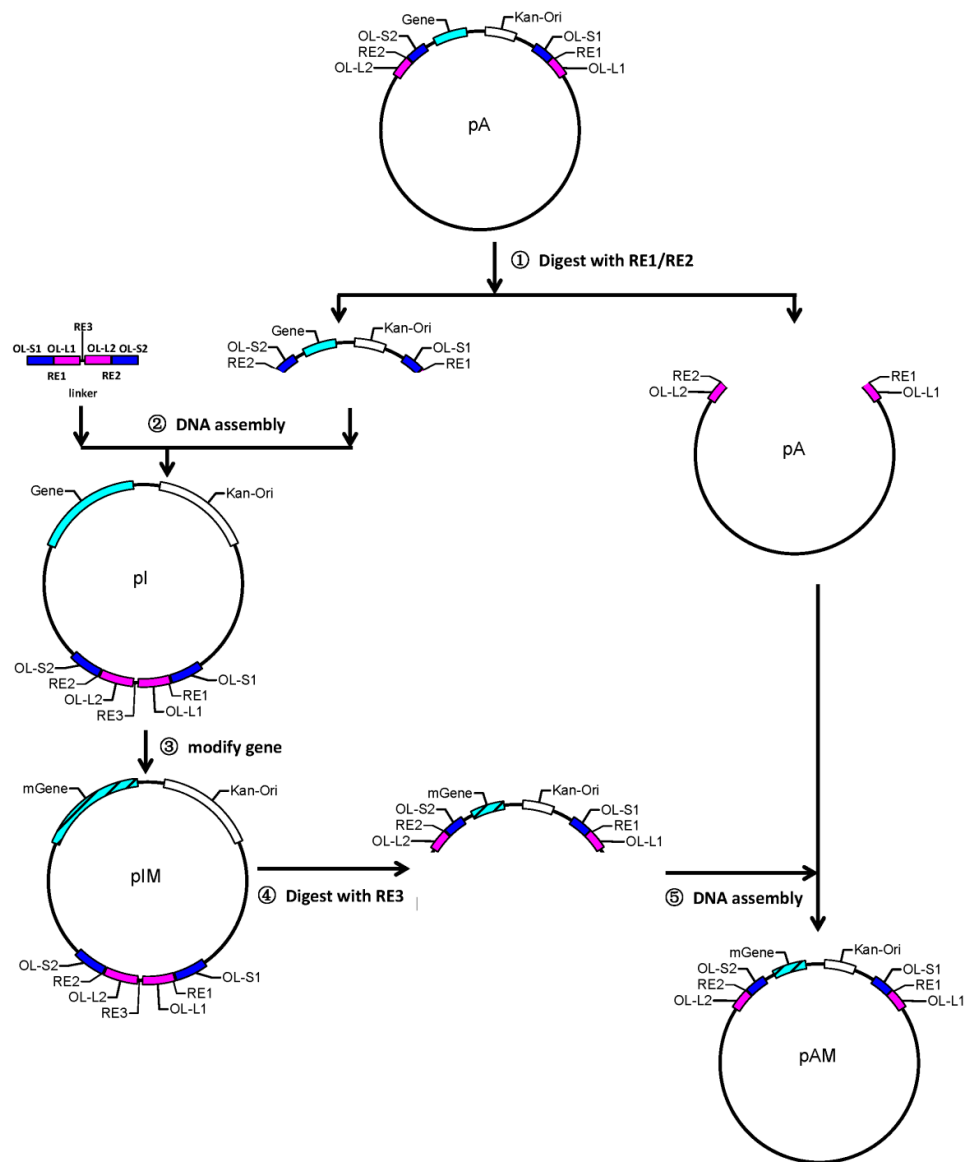 Gene
Kan-Ori
OL-S2
OL-S1
RE2
RE1
OL-L2
OL-L1
pA
① Digest with RE1/RE2
RE3
OL-S1 OL-L1 OL-L2 OL-S2
RE1 RE2
linker
Gene
Kan-Ori
OL-S2
OL-S1
RE2
RE1
RE2
RE1
OL-L2
OL-L1
pA
② DNA assembly
Gene
Kan-Ori
pI
OL-S2
OL-S1
RE2
RE1
OL-L2
OL-L1
RE3
③ modify gene
mGene
Kan-Ori
pIM
OL-S2
OL-S1
RE2
RE1
OL-L2
OL-L1
RE3
④ Digest with RE3
mGene
Kan-Ori
OL-S2
OL-S1
RE2
RE1
OL-L2
OL-L1
⑤ DNA assembly
mGene
Kan-Ori
OL-S2
OL-S1
RE2
RE1
OL-L2
OL-L1
pAM